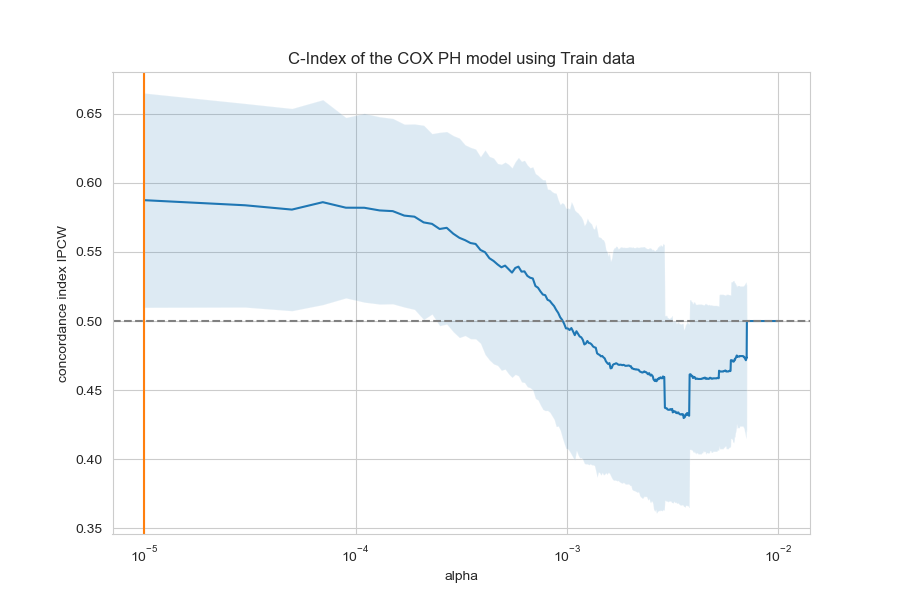 C-Index of the COX PH model using Train data
concordance index IPCW
0.65
0.60
0.55
0.50
0.45
0.40
0.35
10⁻⁵ 10⁻⁴ 10⁻³ 10⁻²
alpha